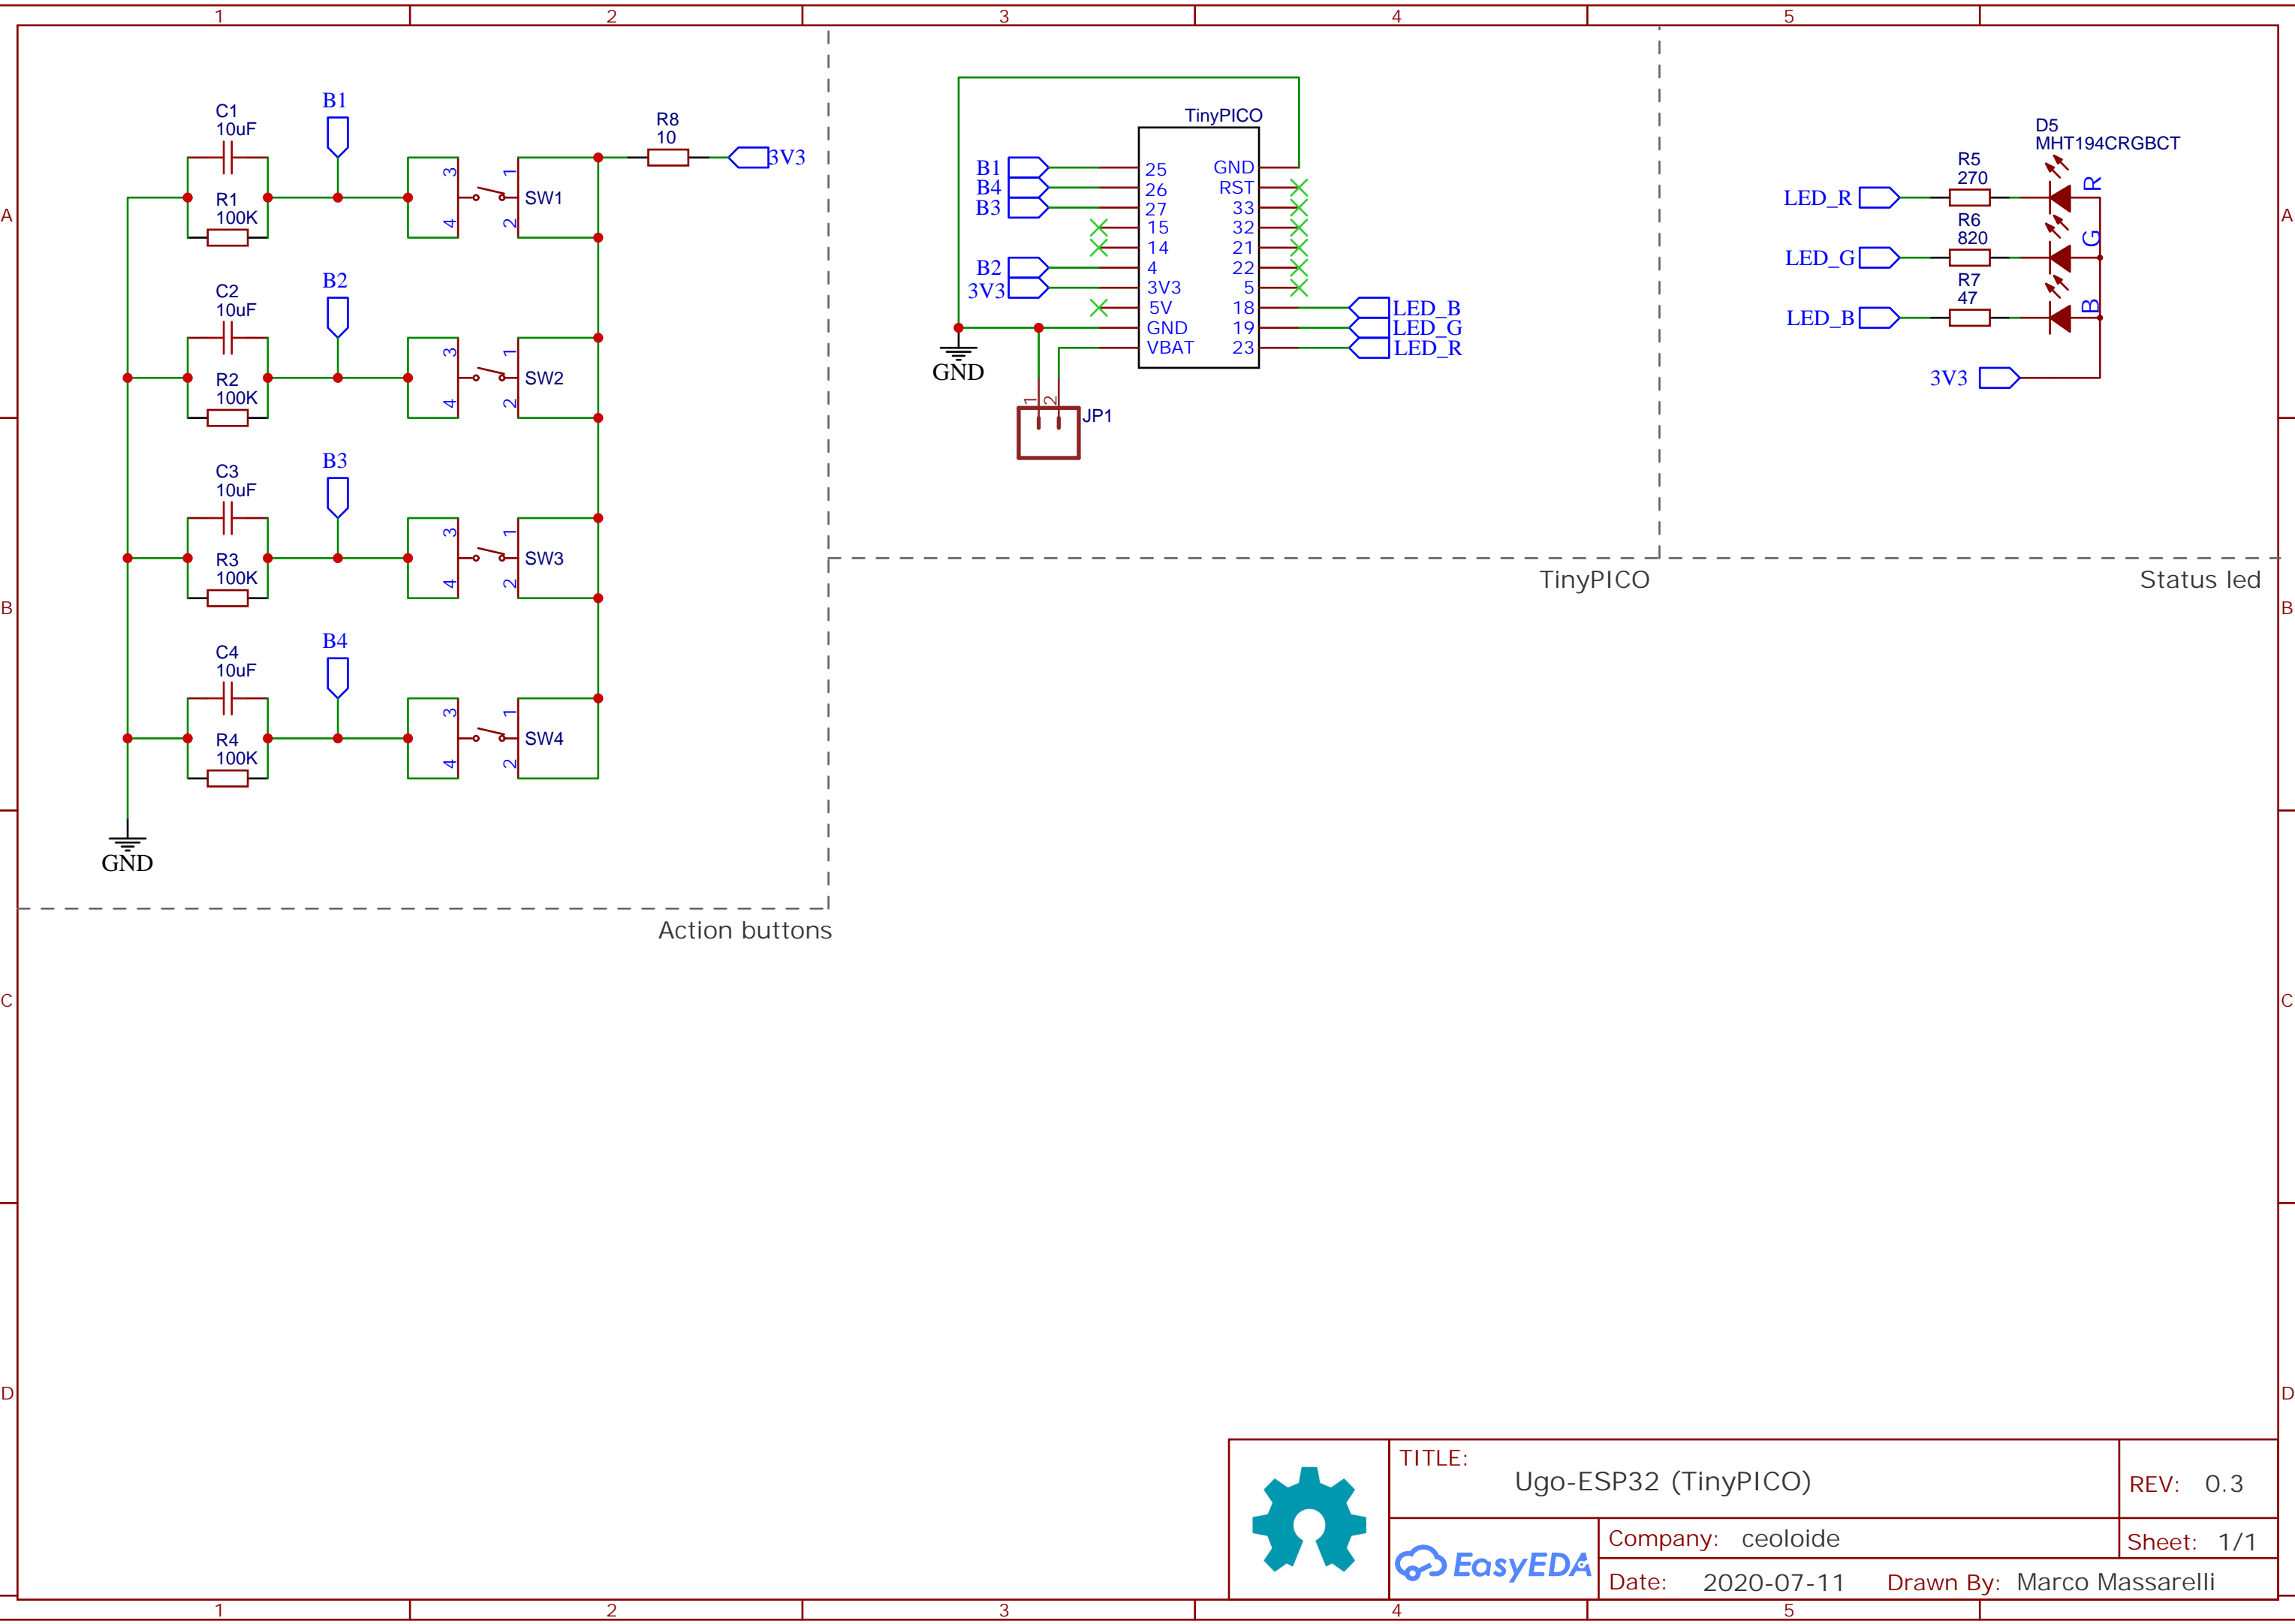 1 2 3 4 5
A A
B B
C C
D D
C1
10uF
R1
100K
B1
3
4
1
2
SW1
R8
10
3V3
C2
10uF
R2
100K
B2
3
4
1
2
SW2
C3
10uF
R3
100K
B3
3
4
1
2
SW3
C4
10uF
R4
100K
B4
3
4
1
2
SW4
GND
Action buttons
TinyPICO
B1 25 GND
B4 26 RST
B3 27 33
15 32
14 21
B2 4 22
3V3 3V3 5
5V 18 LED_B
GND 19 LED_G
VBAT 23 LED_R
GND
1 2
JP1
TinyPICO
D5
MHT194CRGBCT
R5
270
LED_R R
R6
820
LED_G G
R7
47
LED_B B
3V3
Status led
TITLE:
Ugo-ESP32 (TinyPICO)
REV: 0.3
EasyEDA
Company: ceoloide
Sheet: 1/1
Date: 2020-07-11 Drawn By: Marco Massarelli
1 2 3 4 5